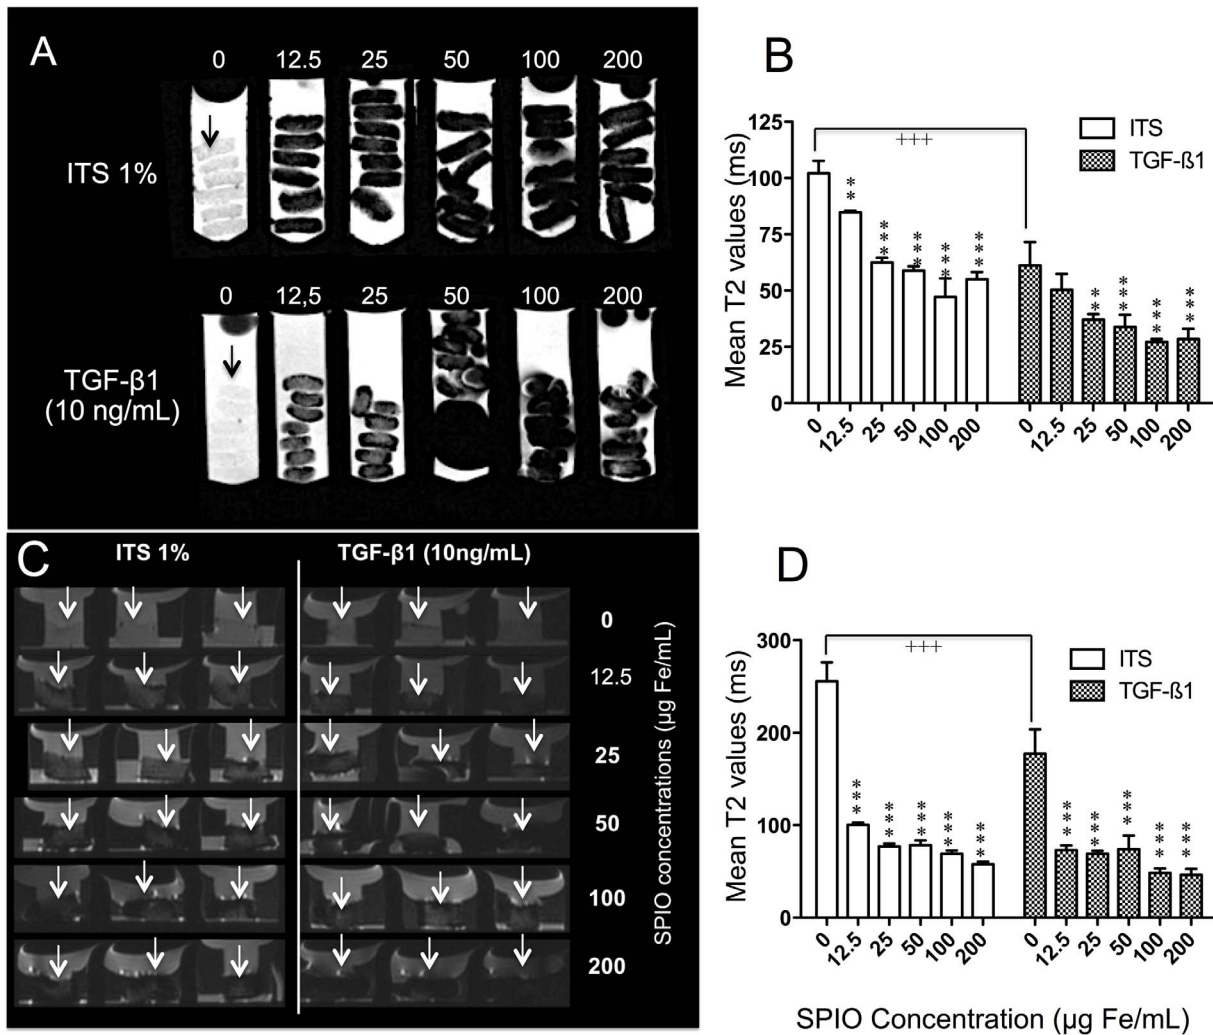 A
0 12.5 25 50 100 200
ITS 1%
0 12,5 25 50 100 200
TGF-β1
(10 ng/mL)
B
Mean T2 values (ms)
125
100
75
50
25
0
+++
ITS
TGF-ß1
**
***
***
***
***
**
***
***
***
0 12.5 25 50 100 200 0 12.5 25 50 100 200
C
ITS 1% TGF-β1 (10ng/mL)
0
12.5
25
50
100
200
SPIO concentrations (µg Fe/mL)
D
Mean T2 values (ms)
300
200
100
0
+++
ITS
TGF-ß1
***
***
***
***
***
***
***
***
***
***
0 12.5 25 50 100 200 0 12.5 25 50 100 200
SPIO Concentration (µg Fe/mL)